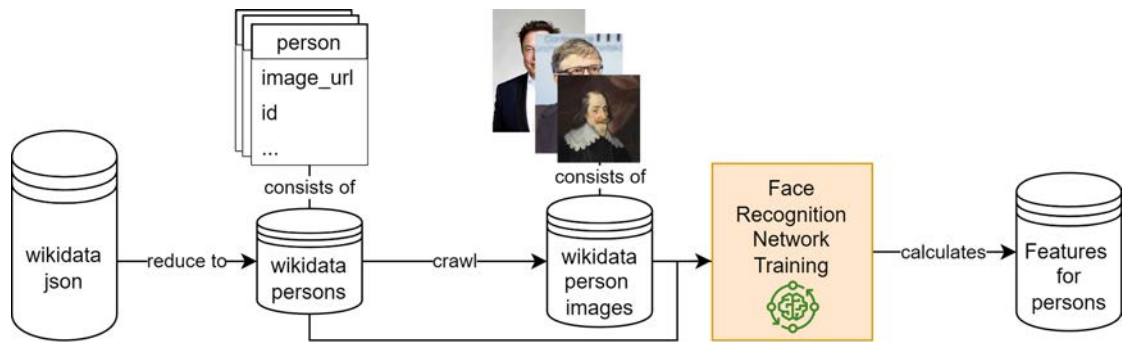 person
image_url
id
...
consists of
consists of
wikidata
json
reduce to
wikidata
persons
crawl
wikidata
person
images
Face
Recognition
Network
Training
calculates
Features
for
persons